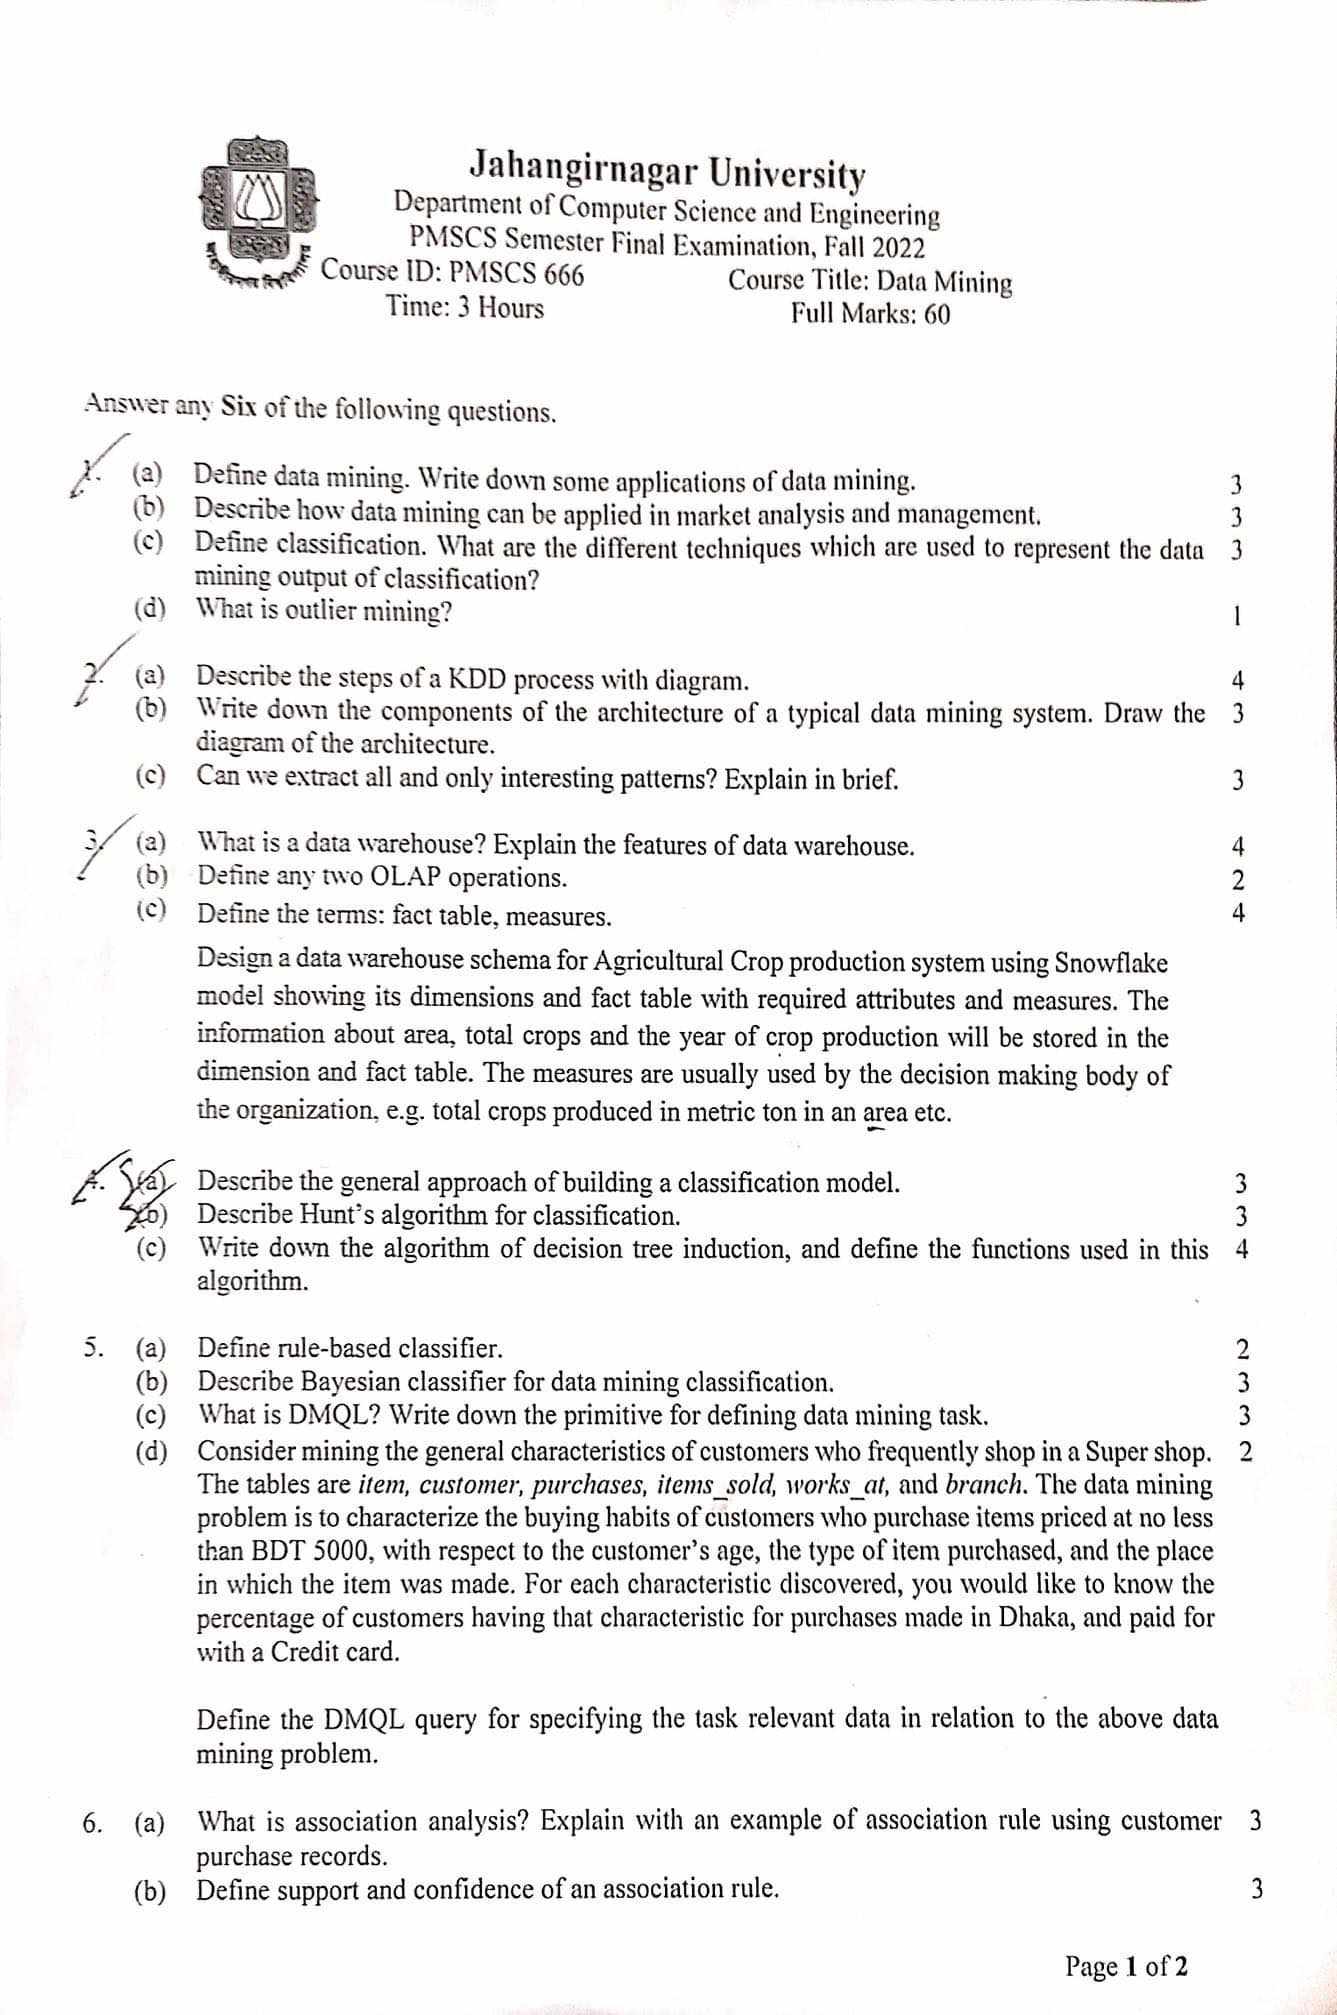 Jahangirnagar University
Department of Computer Science and Engineering
PMSCS Semester Final Examination, Fall 2022
Course ID: PMSCS 666 Course Title: Data Mining
Time: 3 Hours Full Marks: 60
Answer any Six of the following questions.
1. (a) Define data mining. Write down some applications of data mining. 3
(b) Describe how data mining can be applied in market analysis and management. 3
(c) Define classification. What are the different techniques which are used to represent the data 3
mining output of classification?
(d) What is outlier mining? 1
2. (a) Describe the steps of a KDD process with diagram. 4
(b) Write down the components of the architecture of a typical data mining system. Draw the 3
diagram of the architecture.
(c) Can we extract all and only interesting patterns? Explain in brief. 3
3. (a) What is a data warehouse? Explain the features of data warehouse. 4
(b) Define any two OLAP operations. 2
(c) Define the terms: fact table, measures. 4
Design a data warehouse schema for Agricultural Crop production system using Snowflake
model showing its dimensions and fact table with required attributes and measures. The
information about area, total crops and the year of crop production will be stored in the
dimension and fact table. The measures are usually used by the decision making body of
the organization, e.g. total crops produced in metric ton in an area etc.
4. (a) Describe the general approach of building a classification model. 3
(b) Describe Hunt's algorithm for classification. 3
(c) Write down the algorithm of decision tree induction, and define the functions used in this 4
algorithm.
5. (a) Define rule-based classifier. 2
(b) Describe Bayesian classifier for data mining classification. 3
(c) What is DMQL? Write down the primitive for defining data mining task. 3
(d) Consider mining the general characteristics of customers who frequently shop in a Super shop. 2
The tables are item, customer, purchases, items_sold, works_at, and branch. The data mining
problem is to characterize the buying habits of customers who purchase items priced at no less
than BDT 5000, with respect to the customer's age, the type of item purchased, and the place
in which the item was made. For each characteristic discovered, you would like to know the
percentage of customers having that characteristic for purchases made in Dhaka, and paid for
with a Credit card.
Define the DMQL query for specifying the task relevant data in relation to the above data
mining problem.
6. (a) What is association analysis? Explain with an example of association rule using customer 3
purchase records.
(b) Define support and confidence of an association rule. 3
Page 1 of 2